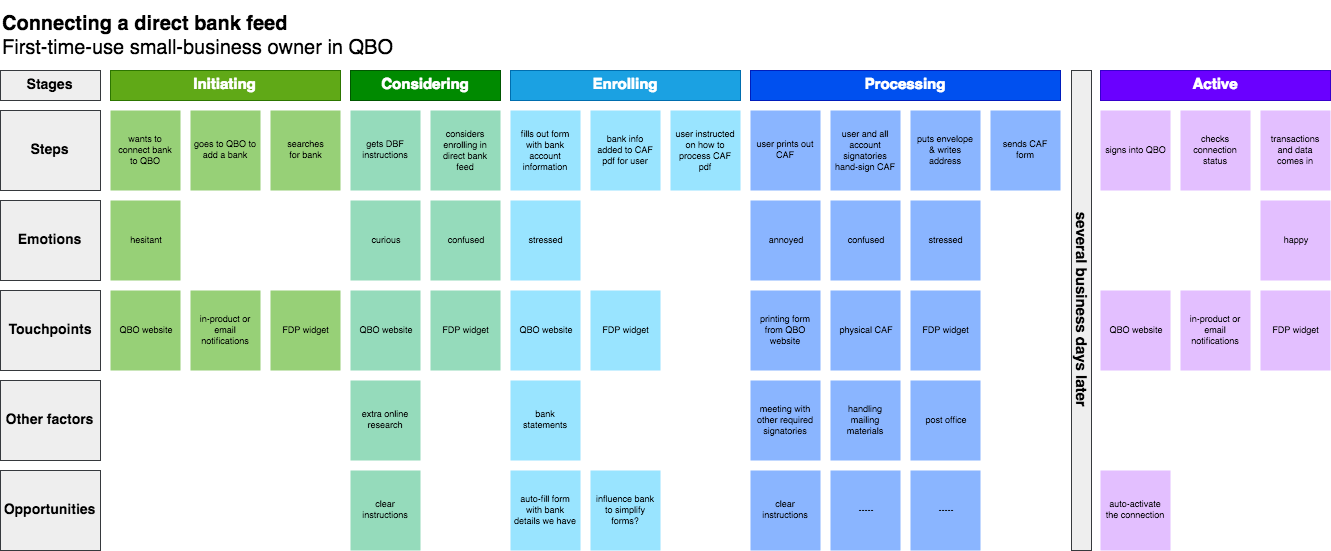 Connecting a direct bank feed
First-time-use small-business owner in QBO
Stages
Initiating
Considering
Enrolling
Processing
Active
Steps
wants to
connect bank
to QBO
goes to QBO to
add a bank
searches
for bank
gets DBF
instructions
considers
enrolling in
direct bank
feed
fills out form
with bank
account
information
bank info
added to CAF
pdf for user
user instructed
on how to
process CAF
pdf
user prints out
CAF
user and all
account
signatories
hand-sign CAF
puts envelope
& writes
address
sends CAF
form
several business days later
signs into QBO
checks
connection
status
transactions
and data
comes in
Emotions
hesitant
curious
confused
stressed
annoyed
confused
stressed
happy
Touchpoints
QBO website
in-product or
email
notifications
FDP widget
QBO website
FDP widget
QBO website
FDP widget
printing form
from QBO
website
physical CAF
FDP widget
QBO website
in-product or
email
notifications
FDP widget
Other factors
extra online
research
bank
statements
meeting with
other required
signatories
handling
mailing
materials
post office
Opportunities
clear
instructions
auto-fill form
with bank
details we have
influence bank
to simplify
forms?
clear
instructions
-----
-----
auto-activate
the connection